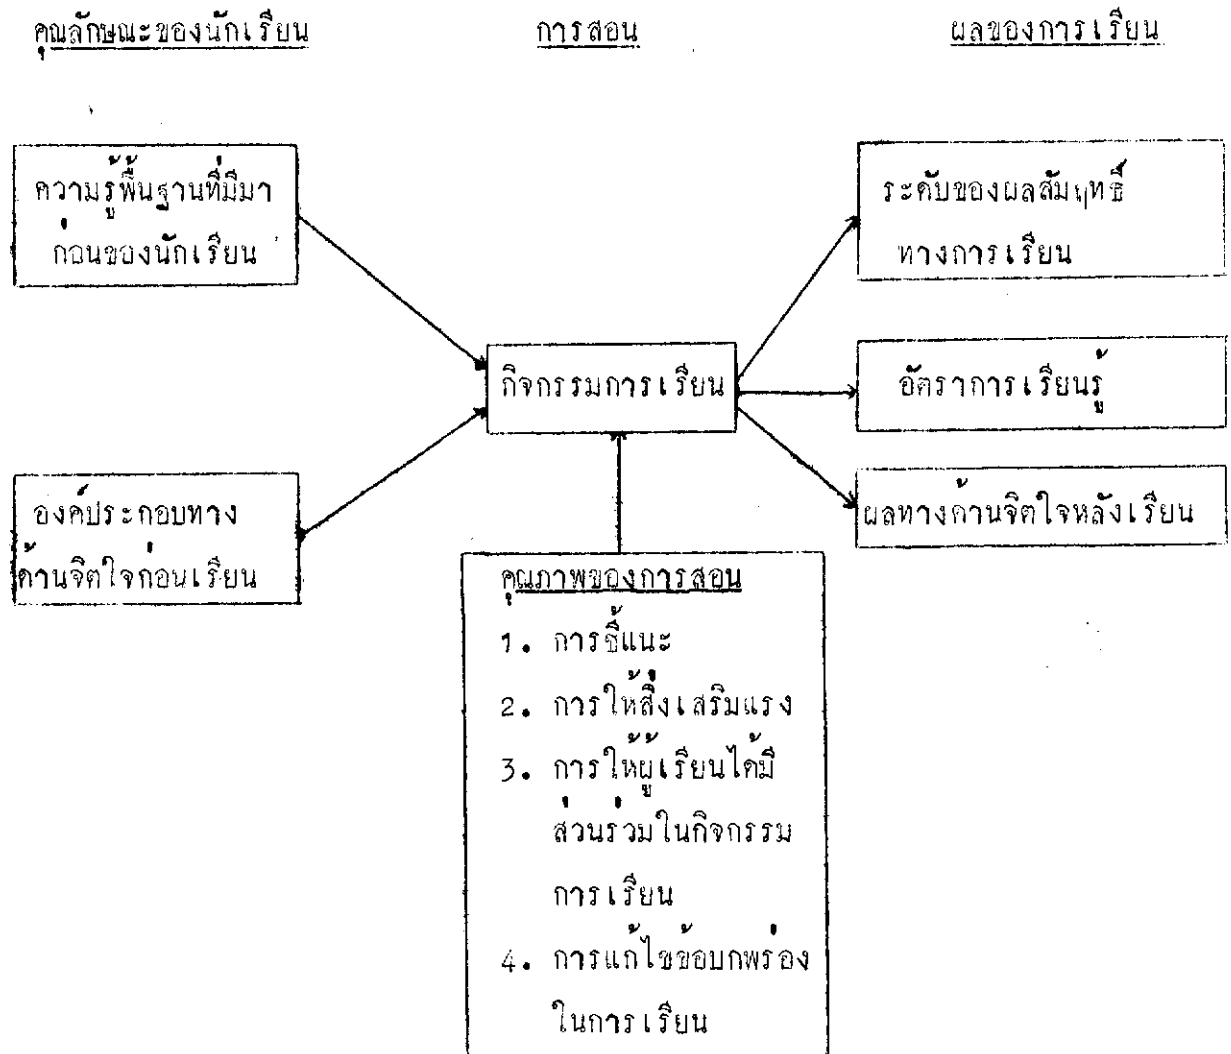 คุณลักษณะของนักเรียน
การสอน
ผลของการเรียน
ความรู้พื้นฐานที่มีมา
ก่อนของนักเรียน
องค์ประกอบทาง
ด้านจิตใจก่อนเรียน
กิจกรรมการเรียน
คุณภาพของการสอน
1. การชี้แนะ
2. การให้สิ่งเสริมแรง
3. การให้ผู้เรียนได้มี
ส่วนร่วมในกิจกรรม
การเรียน
4. การแก้ไขข้อบกพร่อง
ในการเรียน
ระดับของผลสัมฤทธิ์
ทางการเรียน
อัตราการเรียนรู้
ผลทางด้านจิตใจหลังเรียน